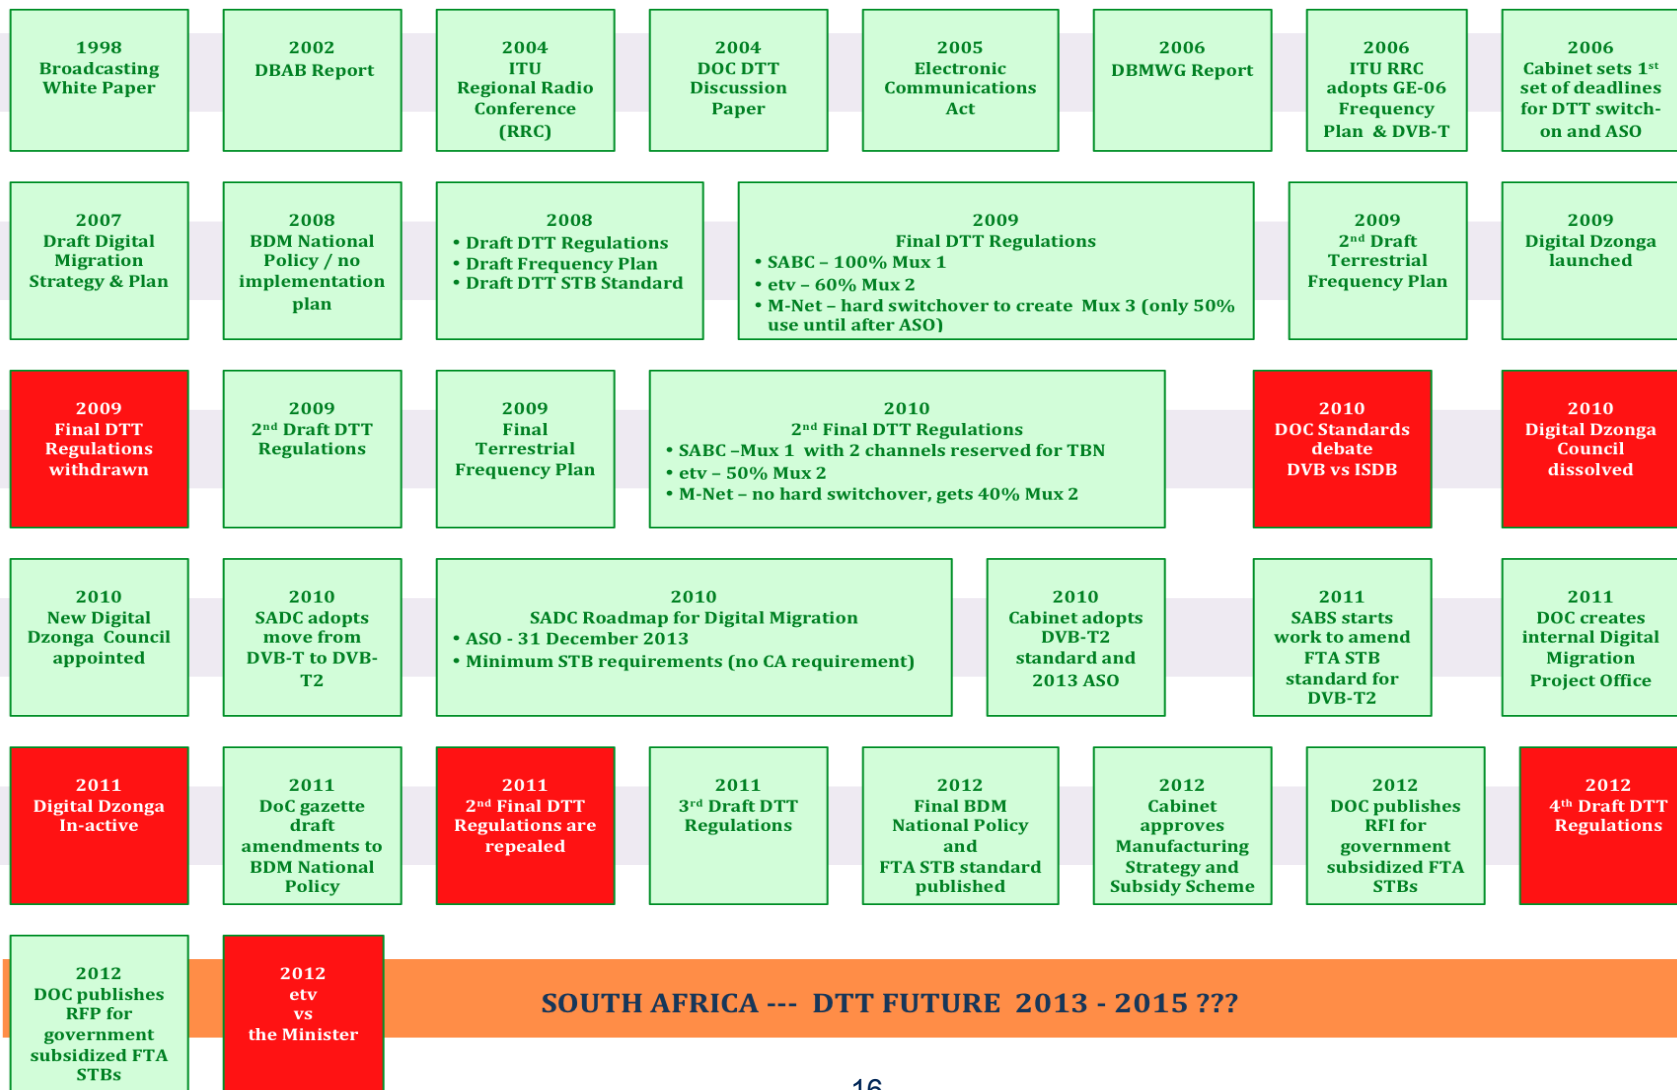 1998
Broadcasting
White Paper
2002
DBAB Report
2004
ITU
Regional Radio
Conference
(RRC)
2004
DOC DTT
Discussion
Paper
2005
Electronic
Communications
Act
2006
DBMWG Report
2006
ITU RRC
adopts GE-06
Frequency
Plan & DVB-T
2006
Cabinet sets 1st
set of deadlines
for DTT switch-
on and ASO
2007
Draft Digital
Migration
Strategy & Plan
2008
BDM National
Policy / no
implementation
plan
2008
• Draft DTT Regulations
• Draft Frequency Plan
• Draft DTT STB Standard
2009
Final DTT Regulations
• SABC – 100% Mux 1
• etv – 60% Mux 2
• M-Net – hard switchover to create Mux 3 (only 50%
use until after ASO)
2009
2nd Draft
Terrestrial
Frequency Plan
2009
Digital Dzonga
launched
2009
Final DTT
Regulations
withdrawn
2009
2nd Draft DTT
Regulations
2009
Final
Terrestrial
Frequency Plan
2010
2nd Final DTT Regulations
• SABC –Mux 1 with 2 channels reserved for TBN
• etv – 50% Mux 2
• M-Net – no hard switchover, gets 40% Mux 2
2010
DOC Standards
debate
DVB vs ISDB
2010
Digital Dzonga
Council
dissolved
2010
New Digital
Dzonga Council
appointed
2010
SADC adopts
move from
DVB-T to DVB-
T2
2010
SADC Roadmap for Digital Migration
• ASO - 31 December 2013
• Minimum STB requirements (no CA requirement)
2010
Cabinet adopts
DVB-T2
standard and
2013 ASO
2011
SABS starts
work to amend
FTA STB
standard for
DVB-T2
2011
DOC creates
internal Digital
Migration
Project Office
2011
Digital Dzonga
In-active
2011
DoC gazette
draft
amendments to
BDM National
Policy
2011
2nd Final DTT
Regulations are
repealed
2011
3rd Draft DTT
Regulations
2012
Final BDM
National Policy
and
FTA STB standard
published
2012
Cabinet
approves
Manufacturing
Strategy and
Subsidy Scheme
2012
DOC publishes
RFI for
government
subsidized FTA
STBs
2012
4th Draft DTT
Regulations
2012
DOC publishes
RFP for
government
subsidized FTA
STBs
2012
etv
vs
the Minister
SOUTH AFRICA --- DTT FUTURE 2013 - 2015 ???
16